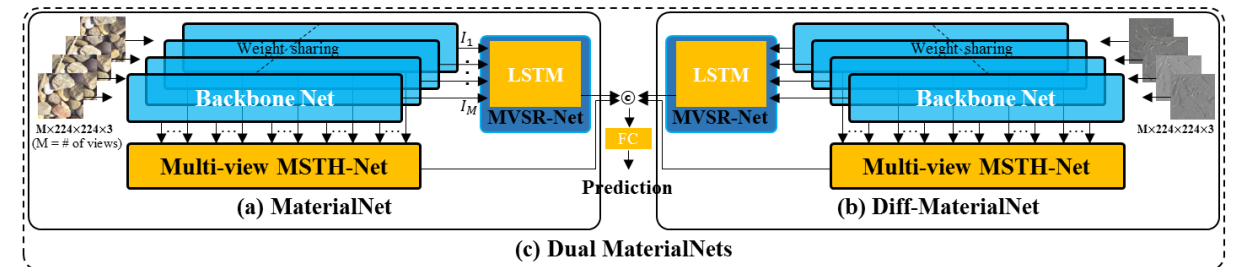 Weight sharing
Backbone Net
M×224×224×3
(M = # of views)
I1
I_M
LSTM
MVSR-Net
Multi-view MSTH-Net
(a) MaterialNet
©
FC
Prediction
Weight sharing
Backbone Net
M×224×224×3
LSTM
MVSR-Net
Multi-view MSTH-Net
(b) Diff-MaterialNet
(c) Dual MaterialNets